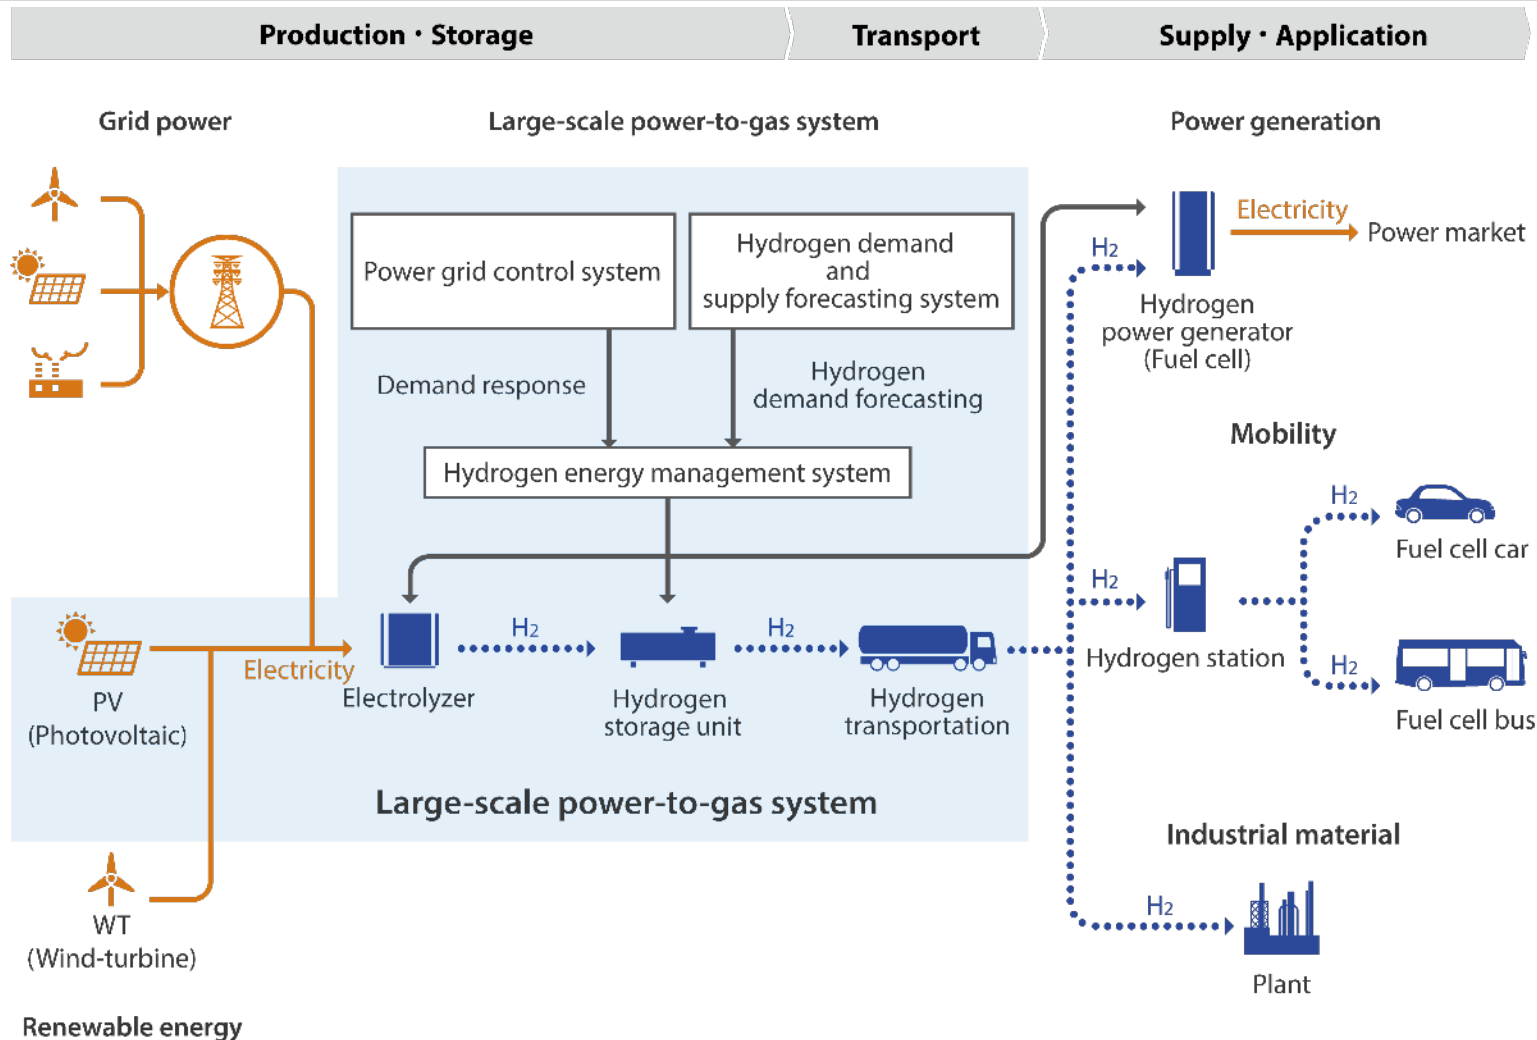 Production・Storage
Transport
Supply・Application
Grid power
Large-scale power-to-gas system
Power generation
Power grid control system
Hydrogen demand
and
supply forecasting system
Electricity
Power market
H2
Hydrogen
power generator
(Fuel cell)
Demand response
Hydrogen
demand forecasting
Mobility
Hydrogen energy management system
H2
Fuel cell car
H2
Hydrogen station
H2
Fuel cell bus
Electricity
PV
(Photovoltaic)
Electrolyzer
H2
Hydrogen
storage unit
H2
Hydrogen
transportation
Large-scale power-to-gas system
Industrial material
H2
Plant
WT
(Wind-turbine)
Renewable energy